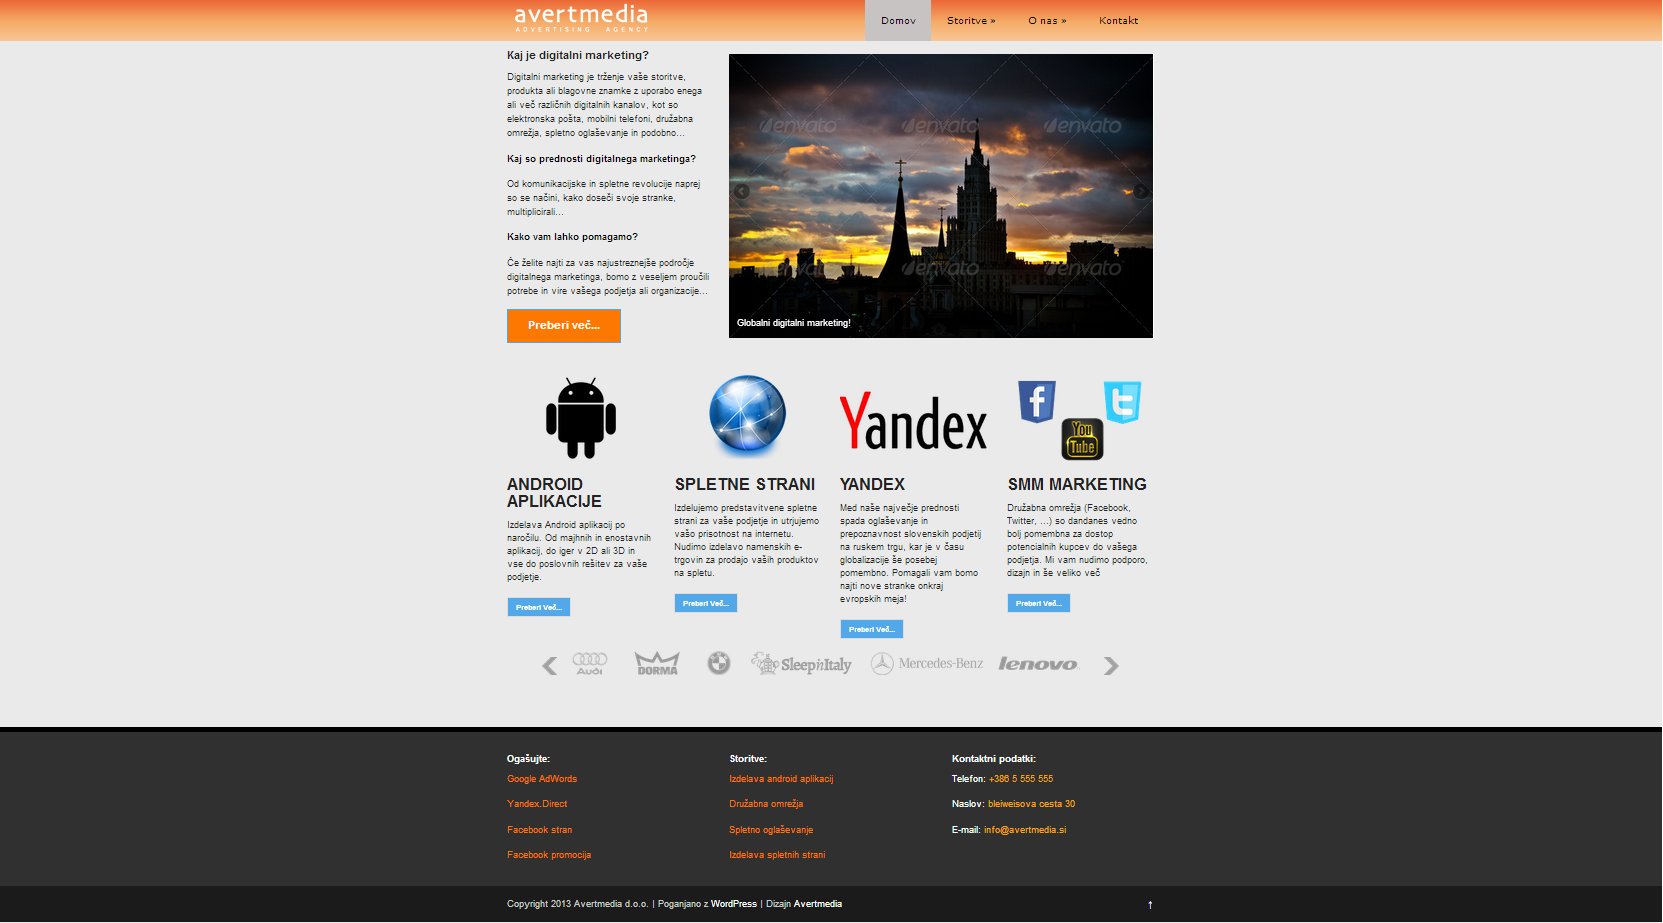 avertmedia
ADVERTISING AGENCY
Domov
Storitve »
O nas »
Kontakt
Kaj je digitalni marketing?
Digitalni marketing je trženje vaše storitve,
produkta ali blagovne znamke z uporabo enega
ali več različnih digitalnih kanalov, kot so
elektronska pošta, mobilni telefoni, družabna
omrežja, spletno oglaševanje in podobno...
Kaj so prednosti digitalnega marketinga?
Od komunikacijske in spletne revolucije naprej
so se načini, kako doseči svoje stranke,
multiplicirali...
Kako vam lahko pomagamo?
Če želite najti za vas najustreznejše področje
digitalnega marketinga, bomo z veseljem proučili
potrebe in vire vašega podjetja ali organizacije...
Preberi več...
envato envato envato
envato envato envato
Globalni digitalni marketing!
Yandex
f
t
You
Tube
ANDROID
APLIKACIJE
Izdelava Android aplikacij po
naročilu. Od majhnih in enostavnih
aplikacij, do iger v 2D ali 3D in
vse do poslovnih rešitev za vaše
podjetje.
Preberi Več...
SPLETNE STRANI
Izdelujemo predstavitvene spletne
strani za vaše podjetje in utrjujemo
vašo prisotnost na internetu.
Nudimo izdelavo namenskih e-
trgovin za prodajo vaših produktov
na spletu.
Preberi Več...
YANDEX
Med naše največje prednosti
spada oglaševanje in
prepoznavnost slovenskih podjetij
na ruskem trgu, kar je v času
globalizacije še posebej
pomembno. Pomagali vam bomo
najti nove stranke onkraj
evropskih meja!
Preberi Več...
SMM MARKETING
Družabna omrežja (Facebook,
Twitter, ...) so dandanes vedno
bolj pomembna za dostop
potencialnih kupcev do vašega
podjetja. Mi vam nudimo podporo,
dizajn in še veliko več
Preberi Več...
AUDI
DORMA
SleepInItaly
Mercedes-Benz
lenovo
Ogašujte:
Google AdWords
Yandex.Direct
Facebook stran
Facebook promocija
Storitve:
Izdelava android aplikacij
Družabna omrežja
Spletno oglaševanje
Izdelava spletnih strani
Kontaktni podatki:
Telefon: +386 5 555 555
Naslov: bleiweisova cesta 30
E-mail: info@avertmedia.si
Copyright 2013 Avertmedia d.o.o. | Poganjano z WordPress | Dizajn Avertmedia
↑